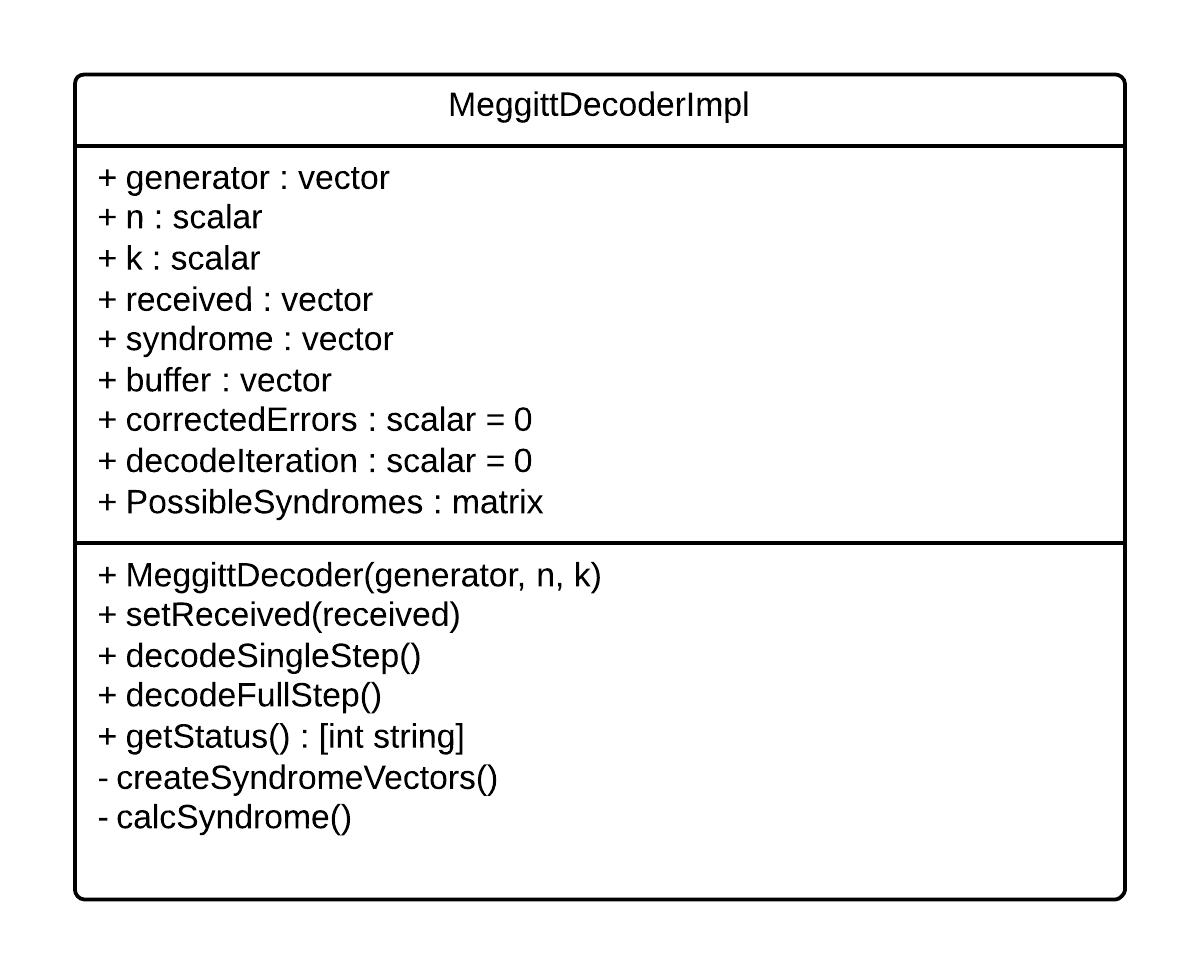 MeggittDecoderImpl
+ generator : vector
+ n : scalar
+ k : scalar
+ received : vector
+ syndrome : vector
+ buffer : vector
+ correctedErrors : scalar = 0
+ decodeIteration : scalar = 0
+ PossibleSyndromes : matrix
+ MeggittDecoder(generator, n, k)
+ setReceived(received)
+ decodeSingleStep()
+ decodeFullStep()
+ getStatus() : [int string]
- createSyndromeVectors()
- calcSyndrome()